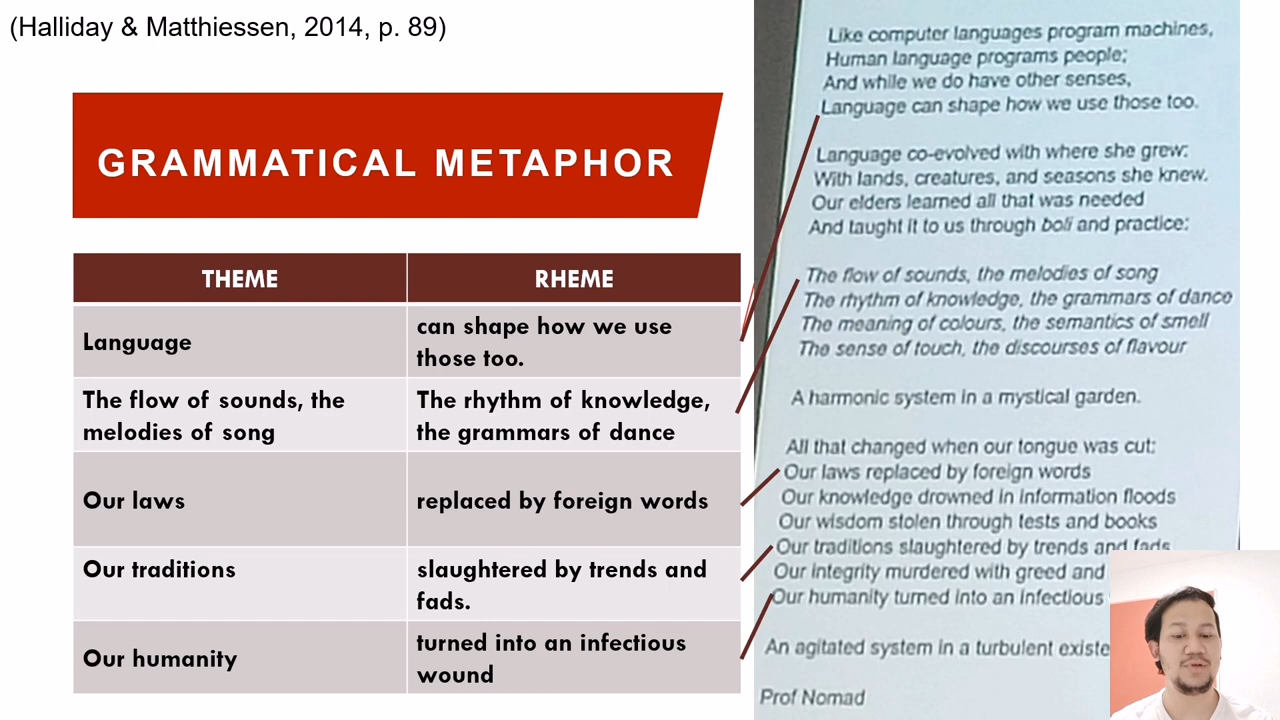 (Halliday & Matthiessen, 2014, p. 89)
GRAMMATICAL METAPHOR
THEME RHEME
Language can shape how we use
those too.
The flow of sounds, the The rhythm of knowledge,
melodies of song the grammars of dance
Our laws replaced by foreign words
Our traditions slaughtered by trends and
fads.
Our humanity turned into an infectious
wound
Like computer languages program machines,
Human language programs people;
And while we do have other senses,
Language can shape how we use those too.
Language co-evolved with where she grew:
With lands, creatures, and seasons she knew.
Our elders learned all that was needed
And taught it to us through boli and practice:
The flow of sounds, the melodies of song
The rhythm of knowledge, the grammars of dance
The meaning of colours, the semantics of smell
The sense of touch, the discourses of flavour
A harmonic system in a mystical garden.
All that changed when our tongue was cut:
Our laws replaced by foreign words
Our knowledge drowned in information floods
Our wisdom stolen through tests and books
Our traditions slaughtered by trends and fads
Our integrity murdered with greed and
Our humanity turned into an infectious
An agitated system in a turbulent existe
Prof Nomad